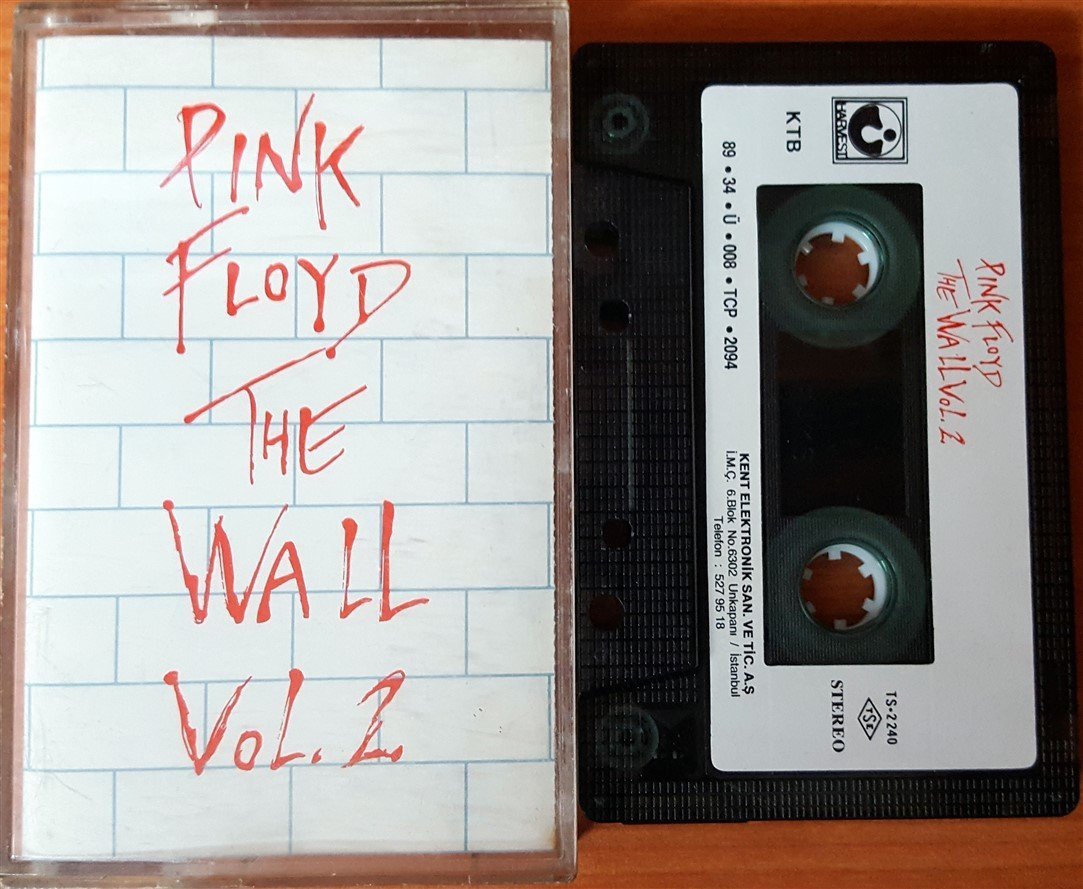 PINK
FLOYD
THE
WALL
VOL. 2
HARVEST
KTB
PINK FLOYD
THE WALL VOL. 2
89 • 34 • Ü • 008 • TCP • 2094
KENT ELEKTRONİK SAN. VE TİC. A.Ş
İ.M.Ç. 6.Blok No.6302 Unkapanı / İstanbul
Telefon : 527 95 18
TS•2240
TSE
STEREO